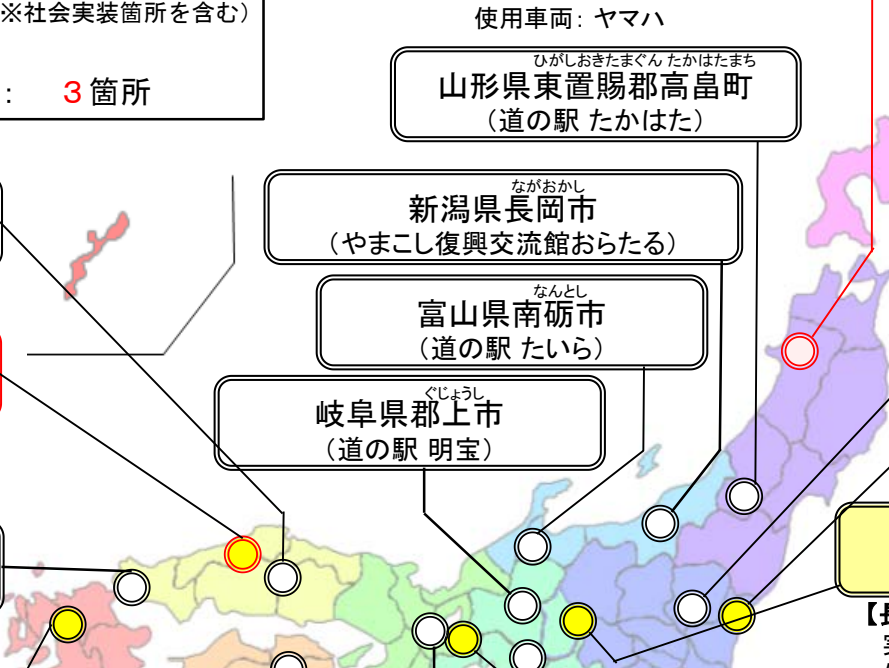 ※社会実装箇所を含む）
： 3箇所
使用車両：ヤマハ
ひがしおきたまぐん たかはたまち
山形県東置賜郡高畠町
（道の駅 たかはた）
ながおかし
新潟県長岡市
（やまこし復興交流館おらたる）
なんとし
富山県南砺市
（道の駅 たいら）
ぐじょうし
岐阜県郡上市
（道の駅 明宝）
【長